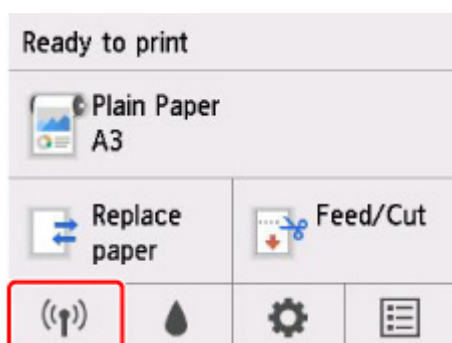 Ready to print
Plain Paper
A3
Replace
paper
Feed/Cut